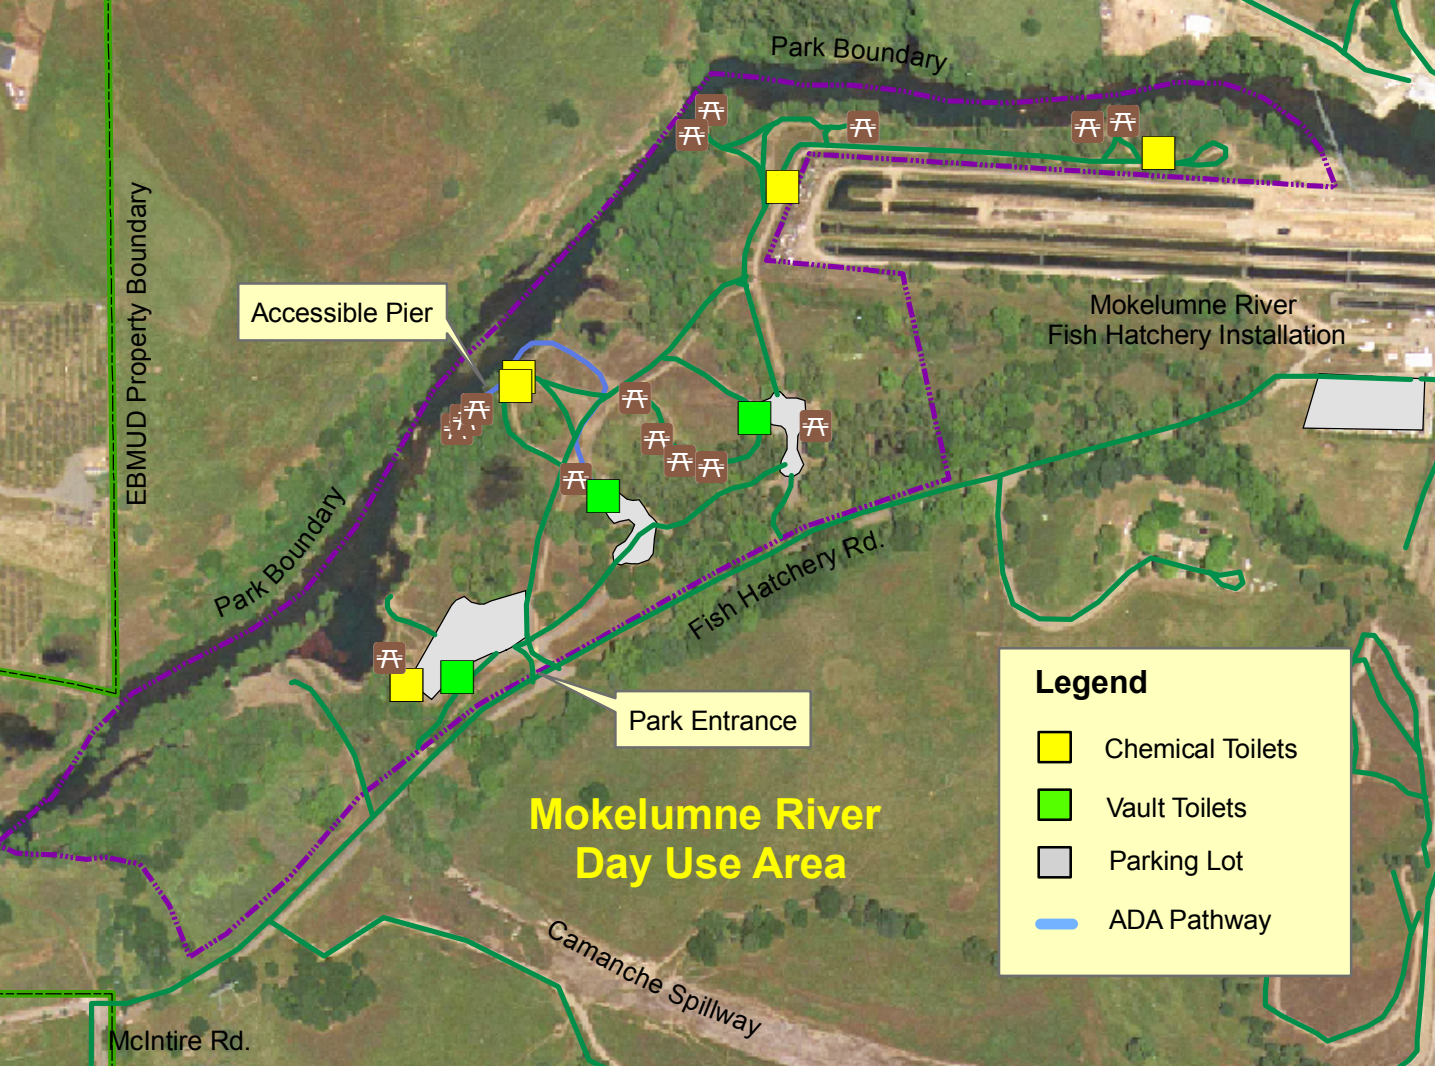 Park Boundary
EBMUD Property Boundary
Accessible Pier
Mokelumne River
Fish Hatchery Installation
Park Boundary
Fish Hatchery Rd.
Park Entrance
Mokelumne River
Day Use Area
Camanche Spillway
McIntire Rd.
Legend
Chemical Toilets
Vault Toilets
Parking Lot
ADA Pathway